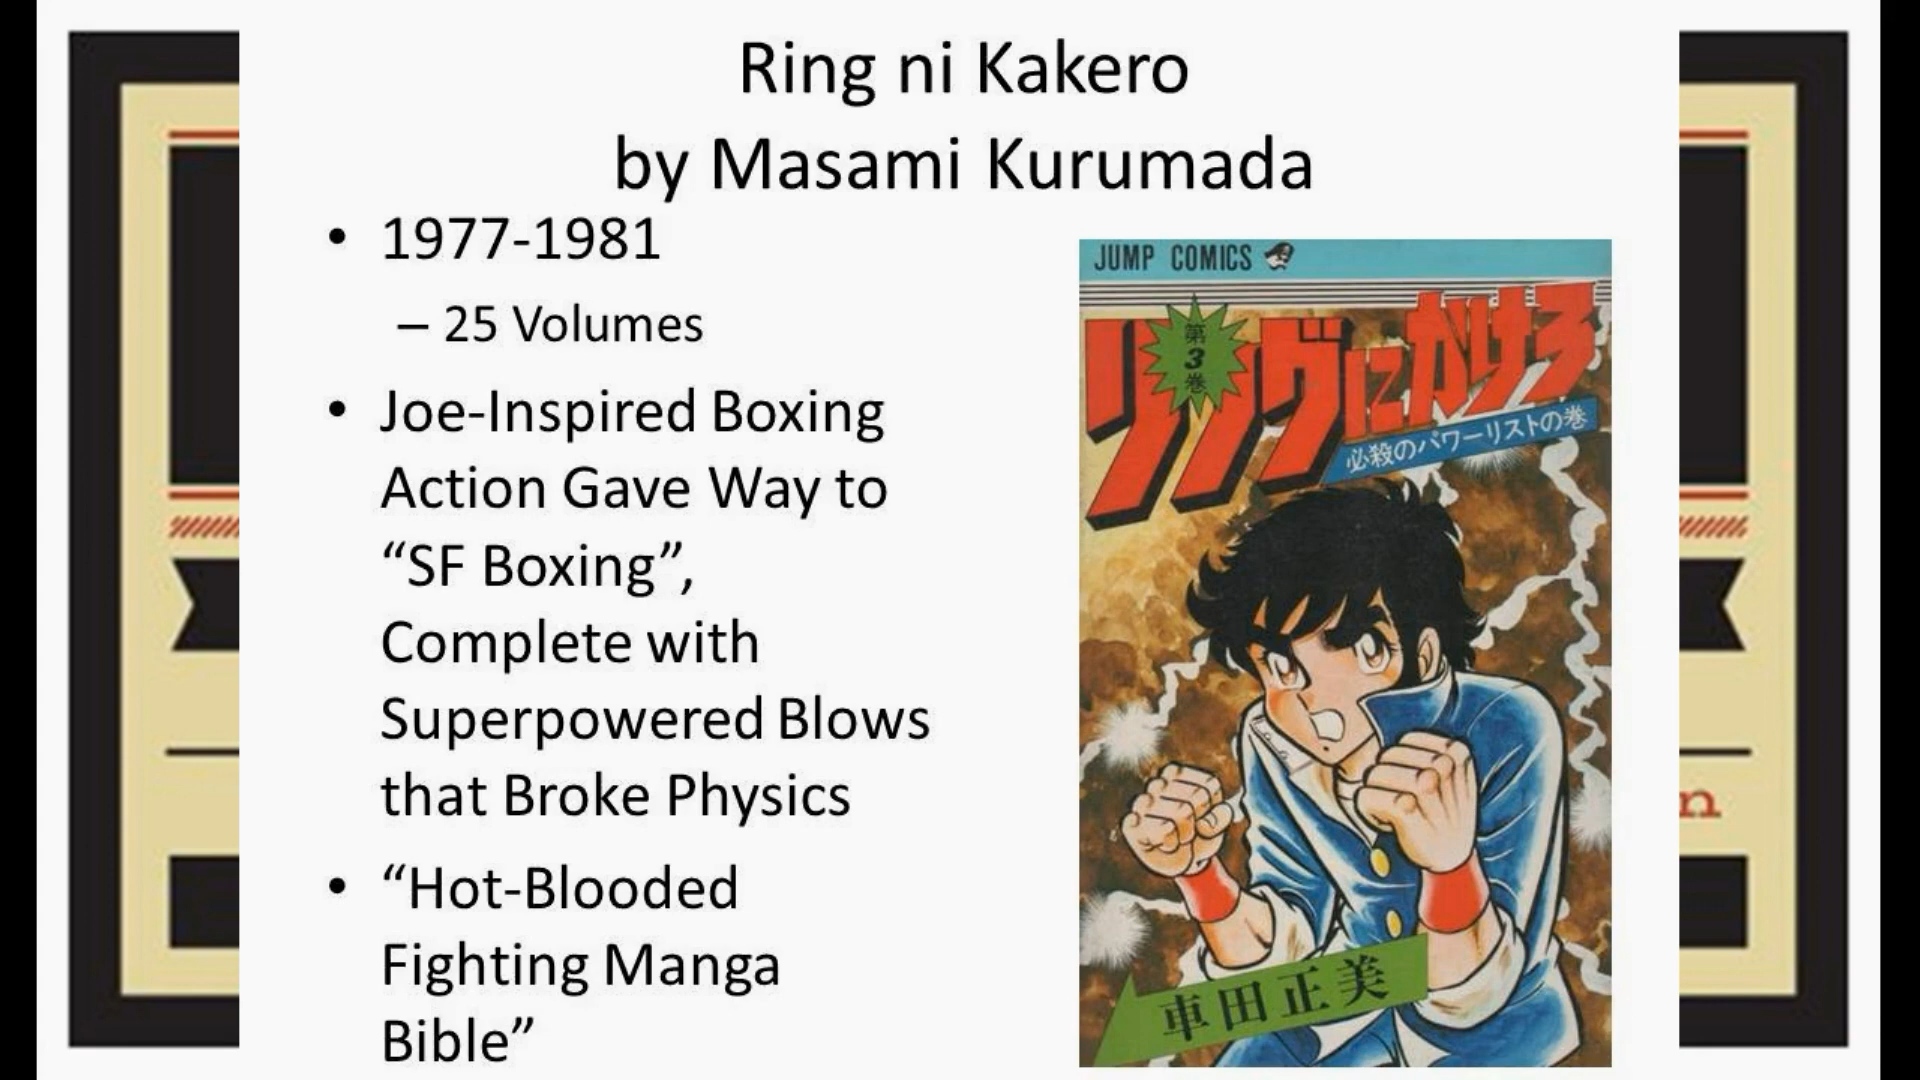 Ring ni Kakero
by Masami Kurumada
• 1977-1981
– 25 Volumes
• Joe-Inspired Boxing
Action Gave Way to
“SF Boxing”,
Complete with
Superpowered Blows
that Broke Physics
• “Hot-Blooded
Fighting Manga
Bible”
JUMP COMICS
第
3
巻
リングにかけろ
必殺のパワーリストの巻
車田正美
n